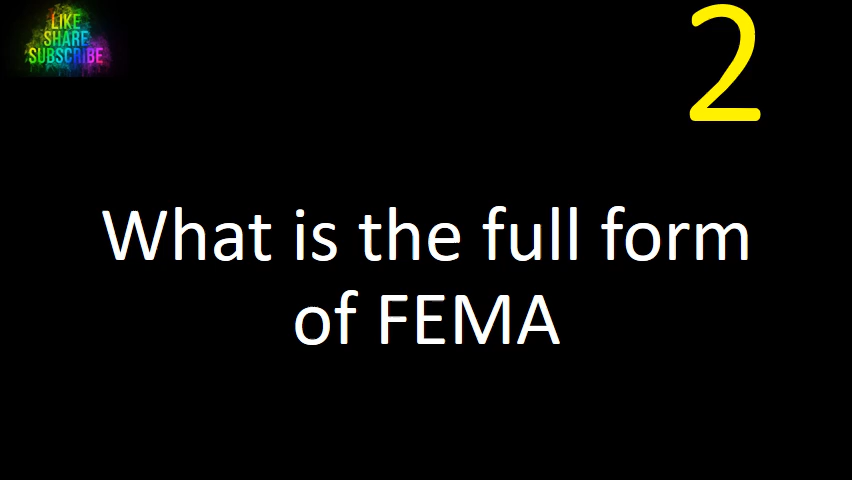 LIKE
SHARE
SUBSCRIBE
2
What is the full form
of FEMA